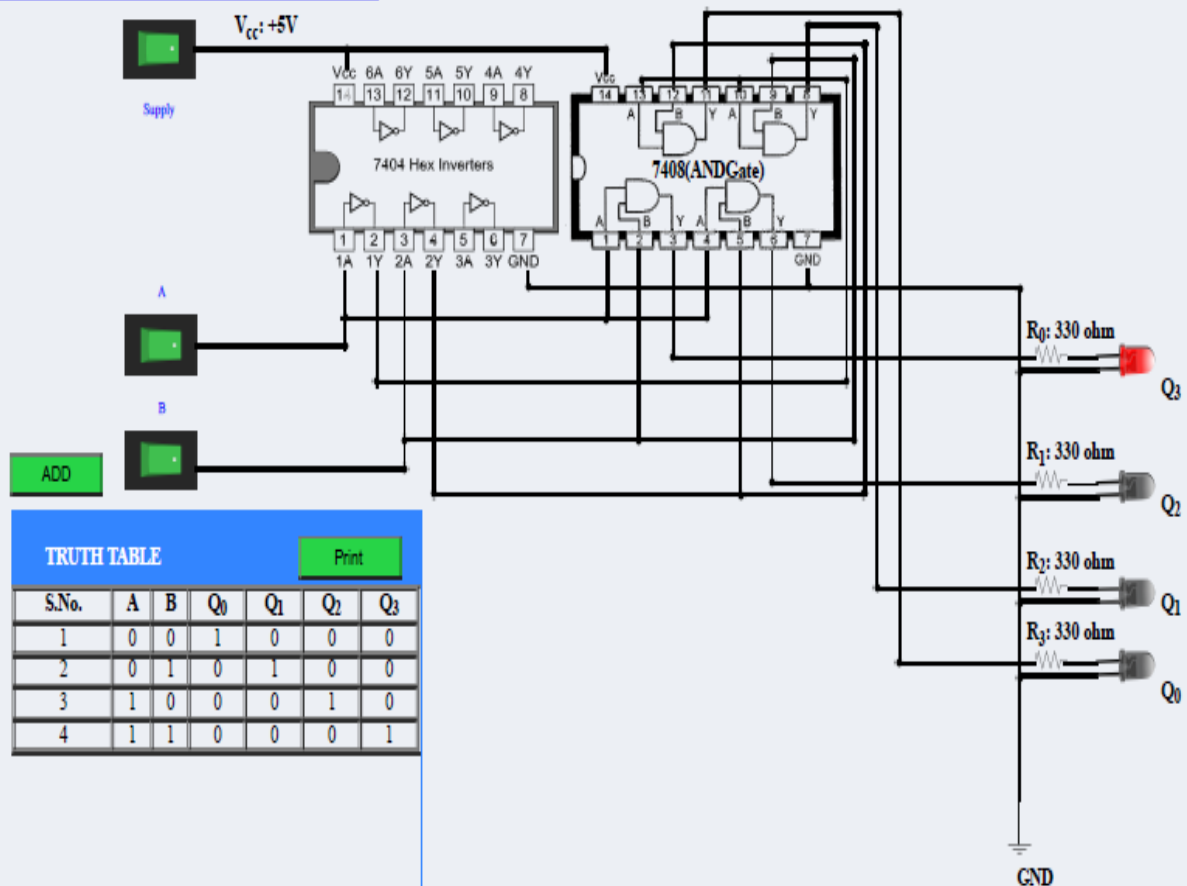 V_CC: +5V
Supply
Vcc 6A 6Y 5A 5Y 4A 4Y
14 13 12 11 10 9 8
7404 Hex Inverters
1 2 3 4 5 6 7
1A 1Y 2A 2Y 3A 3Y GND
Vcc
14 13 12 11 10 9 8
A B Y A B Y
7408(ANDGate)
A B Y A B Y
1 2 3 4 5 6 7
GND
A
B
ADD
R0: 330 ohm
Q3
R1: 330 ohm
Q2
R2: 330 ohm
Q1
R3: 330 ohm
Q0
GND
TRUTH TABLE
Print
S.No. A B Q0 Q1 Q2 Q3
1 0 0 1 0 0 0
2 0 1 0 1 0 0
3 1 0 0 0 1 0
4 1 1 0 0 0 1